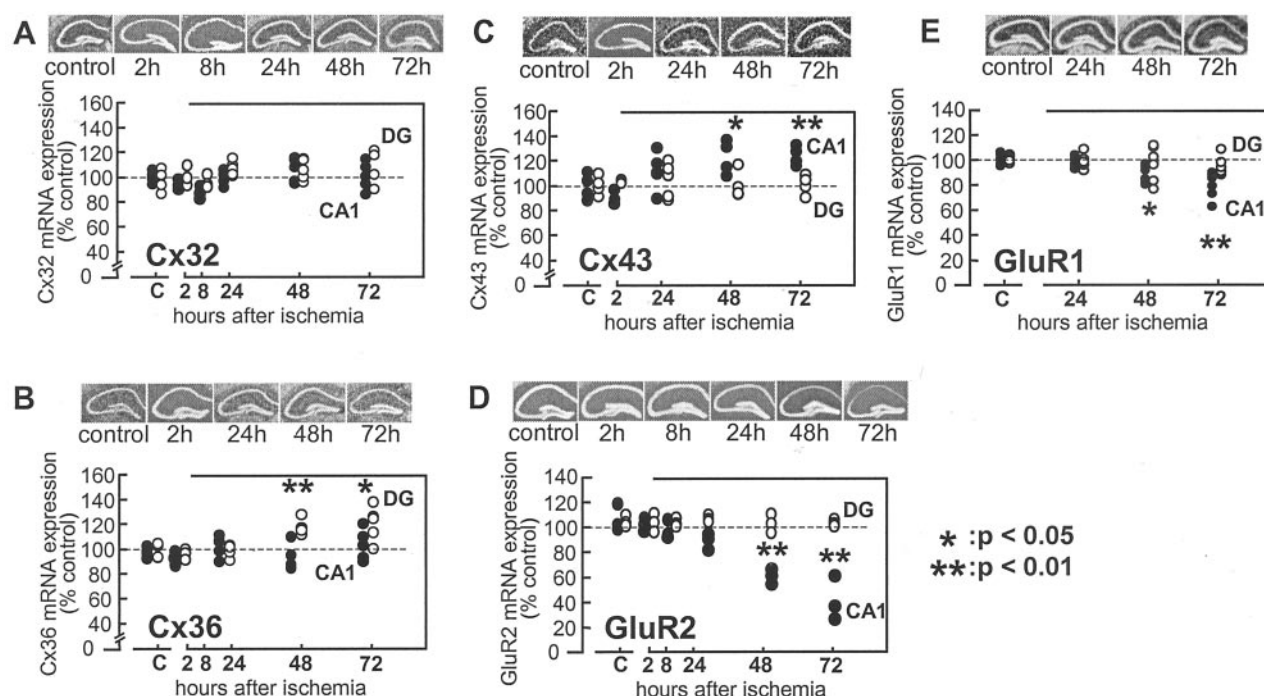 A
control 2h 8h 24h 48h 72h
Cx32 mRNA expression
(% control)
160
140
120
100
80
60
40
0
DG
CA1
Cx32
C 2 8 24 48 72
hours after ischemia
B
control 2h 24h 48h 72h
Cx36 mRNA expression
(% control)
160
140
120
100
80
60
40
0
** *
DG
CA1
Cx36
C 2 8 24 48 72
hours after ischemia
C
control 2h 24h 48h 72h
Cx43 mRNA expression
(% control)
160
140
120
100
80
60
40
0
* **
CA1
DG
Cx43
C 2 24 48 72
hours after ischemia
D
control 2h 8h 24h 48h 72h
GluR2 mRNA expression
(% control)
140
120
100
80
60
40
20
0
DG
** **
CA1
GluR2
C 2 8 24 48 72
hours after ischemia
E
control 24h 48h 72h
GluR1 mRNA expression
(% control)
140
120
100
80
60
40
20
0
DG
CA1
* **
GluR1
C 24 48 72
hours after ischemia
* :p < 0.05
**:p < 0.01